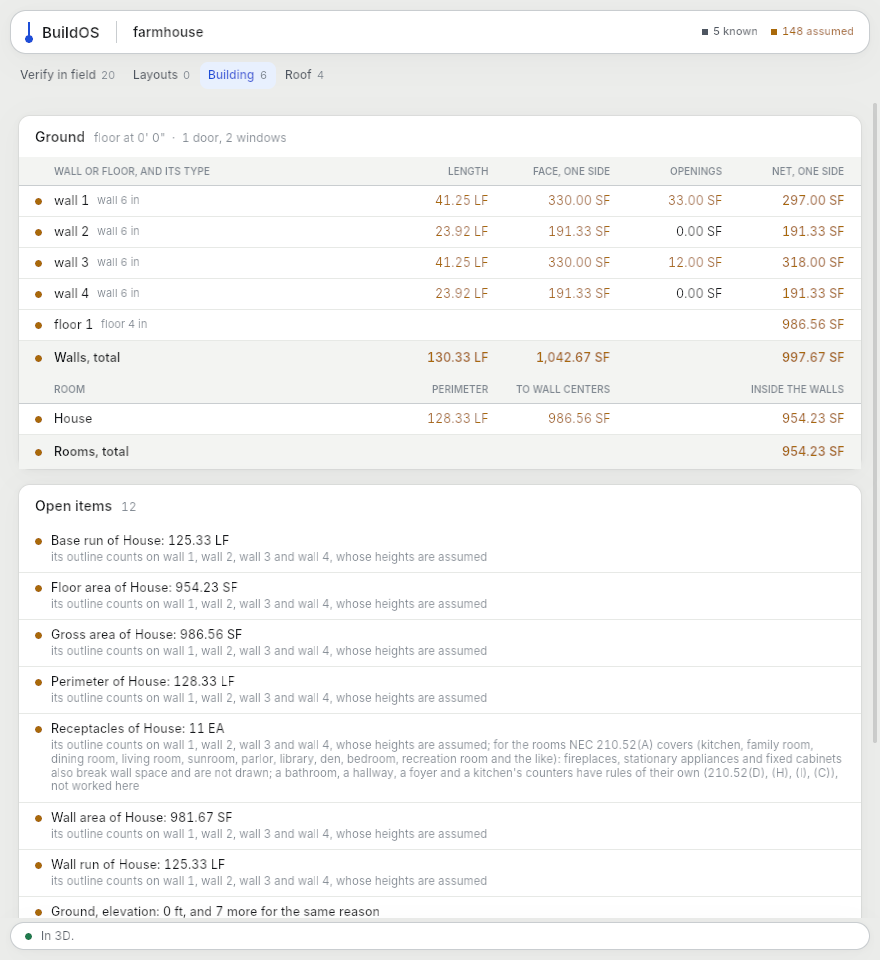 BuildOS farmhouse 5 known 148 assumed
Verify in field 20 Layouts 0 Building 6 Roof 4
Ground floor at 0' 0" · 1 door, 2 windows
WALL OR FLOOR, AND ITS TYPE LENGTH FACE, ONE SIDE OPENINGS NET, ONE SIDE
wall 1 wall 6 in 41.25 LF 330.00 SF 33.00 SF 297.00 SF
wall 2 wall 6 in 23.92 LF 191.33 SF 0.00 SF 191.33 SF
wall 3 wall 6 in 41.25 LF 330.00 SF 12.00 SF 318.00 SF
wall 4 wall 6 in 23.92 LF 191.33 SF 0.00 SF 191.33 SF
floor 1 floor 4 in 986.56 SF
Walls, total 130.33 LF 1,042.67 SF 997.67 SF
ROOM PERIMETER TO WALL CENTERS INSIDE THE WALLS
House 128.33 LF 986.56 SF 954.23 SF
Rooms, total 954.23 SF
Open items 12
Base run of House: 125.33 LF
its outline counts on wall 1, wall 2, wall 3 and wall 4, whose heights are assumed
Floor area of House: 954.23 SF
its outline counts on wall 1, wall 2, wall 3 and wall 4, whose heights are assumed
Gross area of House: 986.56 SF
its outline counts on wall 1, wall 2, wall 3 and wall 4, whose heights are assumed
Perimeter of House: 128.33 LF
its outline counts on wall 1, wall 2, wall 3 and wall 4, whose heights are assumed
Receptacles of House: 11 EA
its outline counts on wall 1, wall 2, wall 3 and wall 4, whose heights are assumed; for the rooms NEC 210.52(A) covers (kitchen, family room,
dining room, living room, sunroom, parlor, library, den, bedroom, recreation room and the like): fireplaces, stationary appliances and fixed cabinets
also break wall space and are not drawn; a bathroom, a hallway, a foyer and a kitchen's counters have rules of their own (210.52(D), (H), (I), (C)),
not worked here
Wall area of House: 981.67 SF
its outline counts on wall 1, wall 2, wall 3 and wall 4, whose heights are assumed
Wall run of House: 125.33 LF
its outline counts on wall 1, wall 2, wall 3 and wall 4, whose heights are assumed
Ground, elevation: 0 ft, and 7 more for the same reason
In 3D.